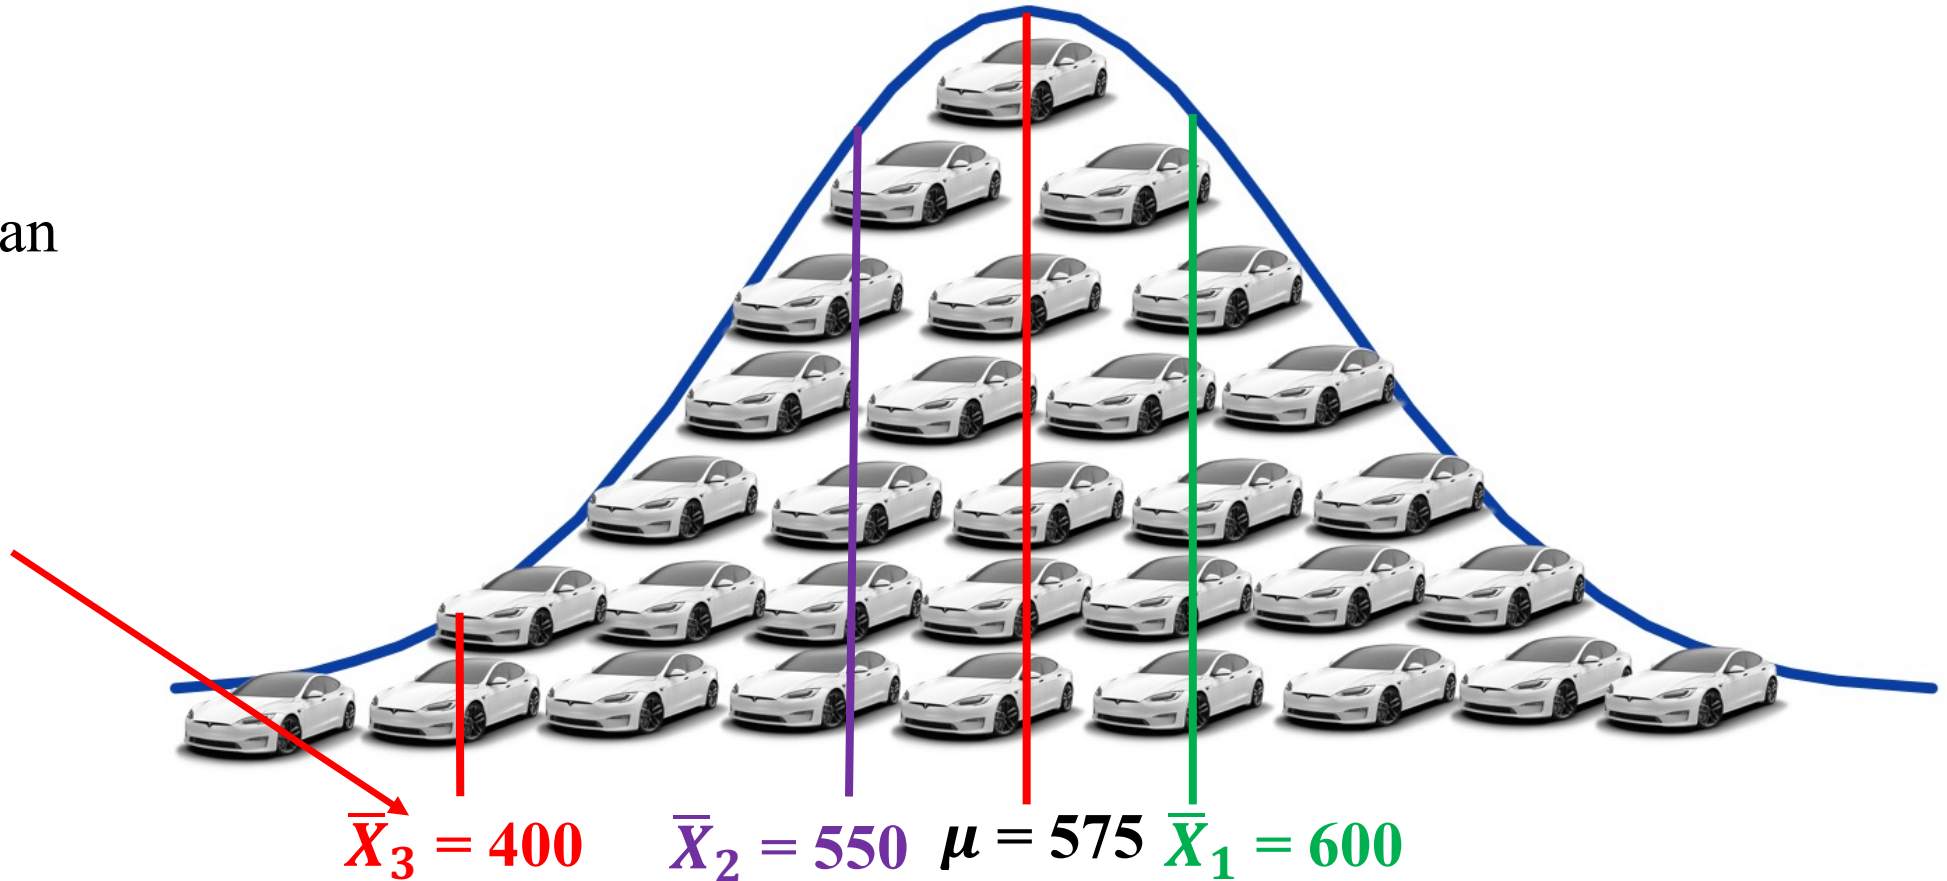 an
X̄₃ = 400 X̄₂ = 550 μ = 575 X̄₁ = 600